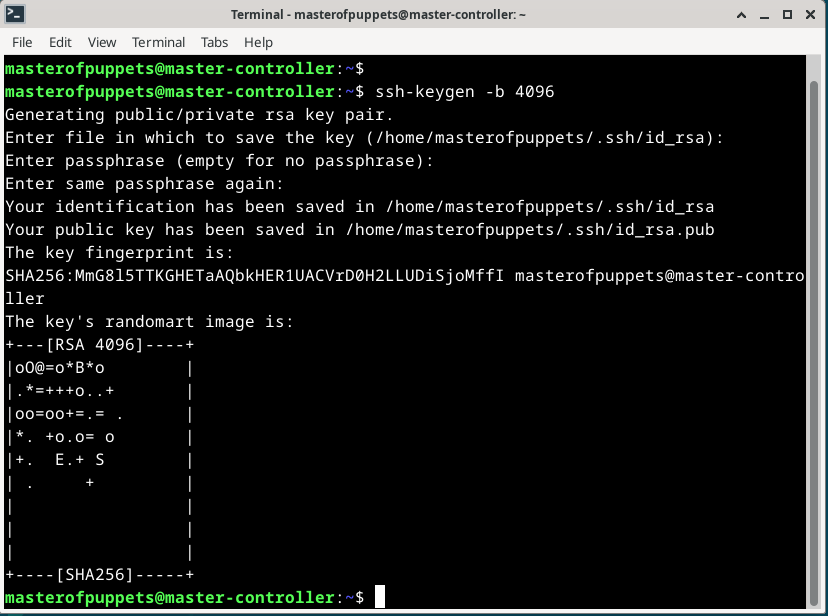 Terminal - masterofpuppets@master-controller: ~
File Edit View Terminal Tabs Help
masterofpuppets@master-controller:~$
masterofpuppets@master-controller:~$ ssh-keygen -b 4096
Generating public/private rsa key pair.
Enter file in which to save the key (/home/masterofpuppets/.ssh/id_rsa):
Enter passphrase (empty for no passphrase):
Enter same passphrase again:
Your identification has been saved in /home/masterofpuppets/.ssh/id_rsa
Your public key has been saved in /home/masterofpuppets/.ssh/id_rsa.pub
The key fingerprint is:
SHA256:MmG8l5TTKGHETaAQbkHER1UACVrD0H2LLUDiSjoMffI masterofpuppets@master-contro
ller
The key's randomart image is:
+---[RSA 4096]----+
|oO@=o*B*o        |
|.*=+++o..+       |
|oo=oo+=.= .      |
|*. +o.o= o       |
|+.  E.+ S        |
| .     +         |
|                 |
|                 |
|                 |
+----[SHA256]-----+
masterofpuppets@master-controller:~$